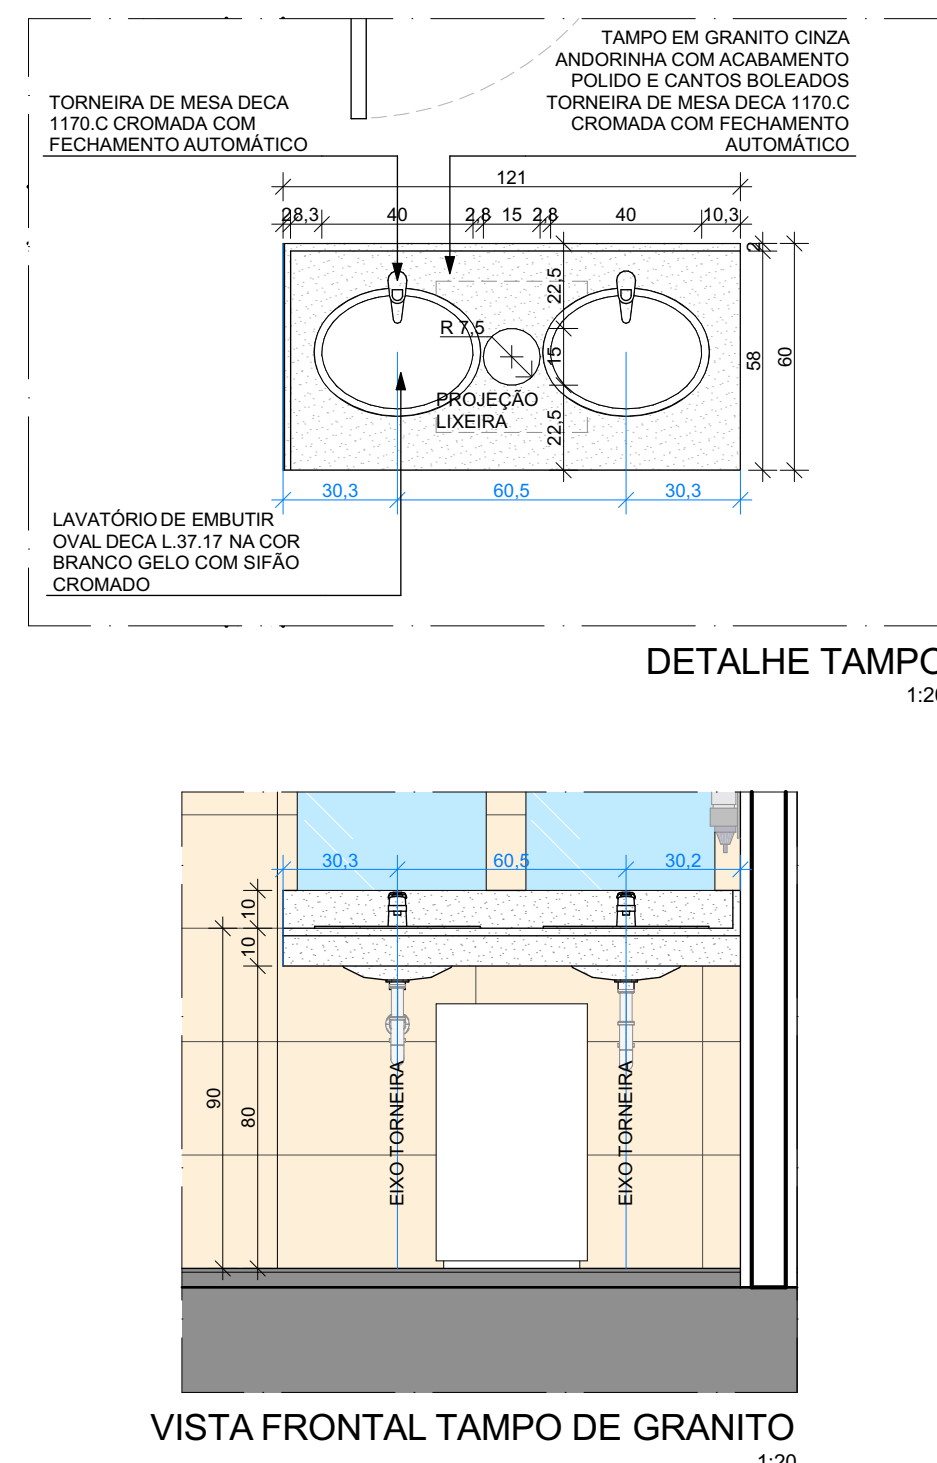 TAMPO EM GRANITO CINZA
ANDORINHA COM ACABAMENTO
POLIDO E CANTOS BOLEADOS
TORNEIRA DE MESA DECA 1170.C
CROMADA COM FECHAMENTO
AUTOMÁTICO
TORNEIRA DE MESA DECA
1170.C CROMADA COM
FECHAMENTO AUTOMÁTICO
121
2 8,3 40 2,8 15 2,8 40 10,3
2
22,5
R 7,5
15
58
60
PROJEÇÃO
LIXEIRA
22,5
30,3 60,5 30,3
LAVATÓRIO DE EMBUTIR
OVAL DECA L.37.17 NA COR
BRANCO GELO COM SIFÃO
CROMADO
DETALHE TAMPO
1:20
30,3 60,5 30,2
10
10
90
80
EIXO TORNEIRA
EIXO TORNEIRA
VISTA FRONTAL TAMPO DE GRANITO
1:20